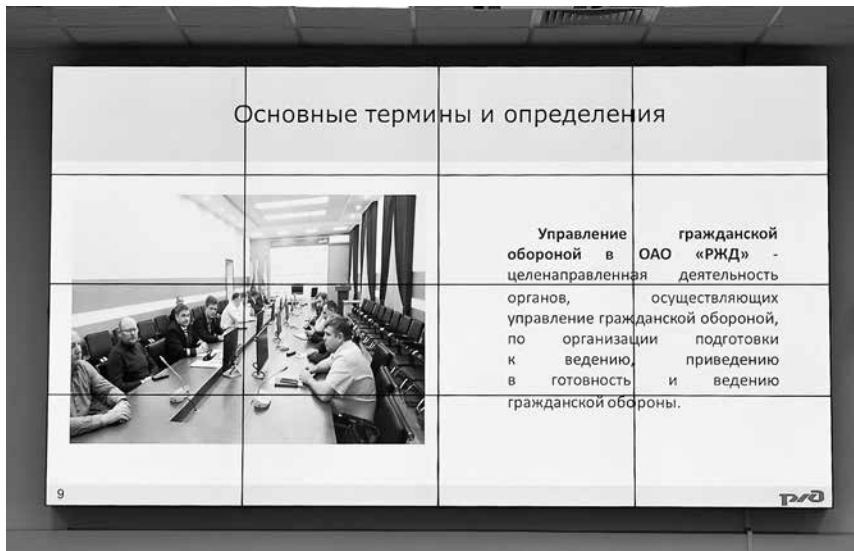 Основные термины и определения
Управление гражданской
обороной в ОАО «РЖД» -
целенаправленная деятельность
органов, осуществляющих
управление гражданской обороной,
по организации подготовки
к ведению, приведению
в готовность и ведению
гражданской обороны.
9
РЖД